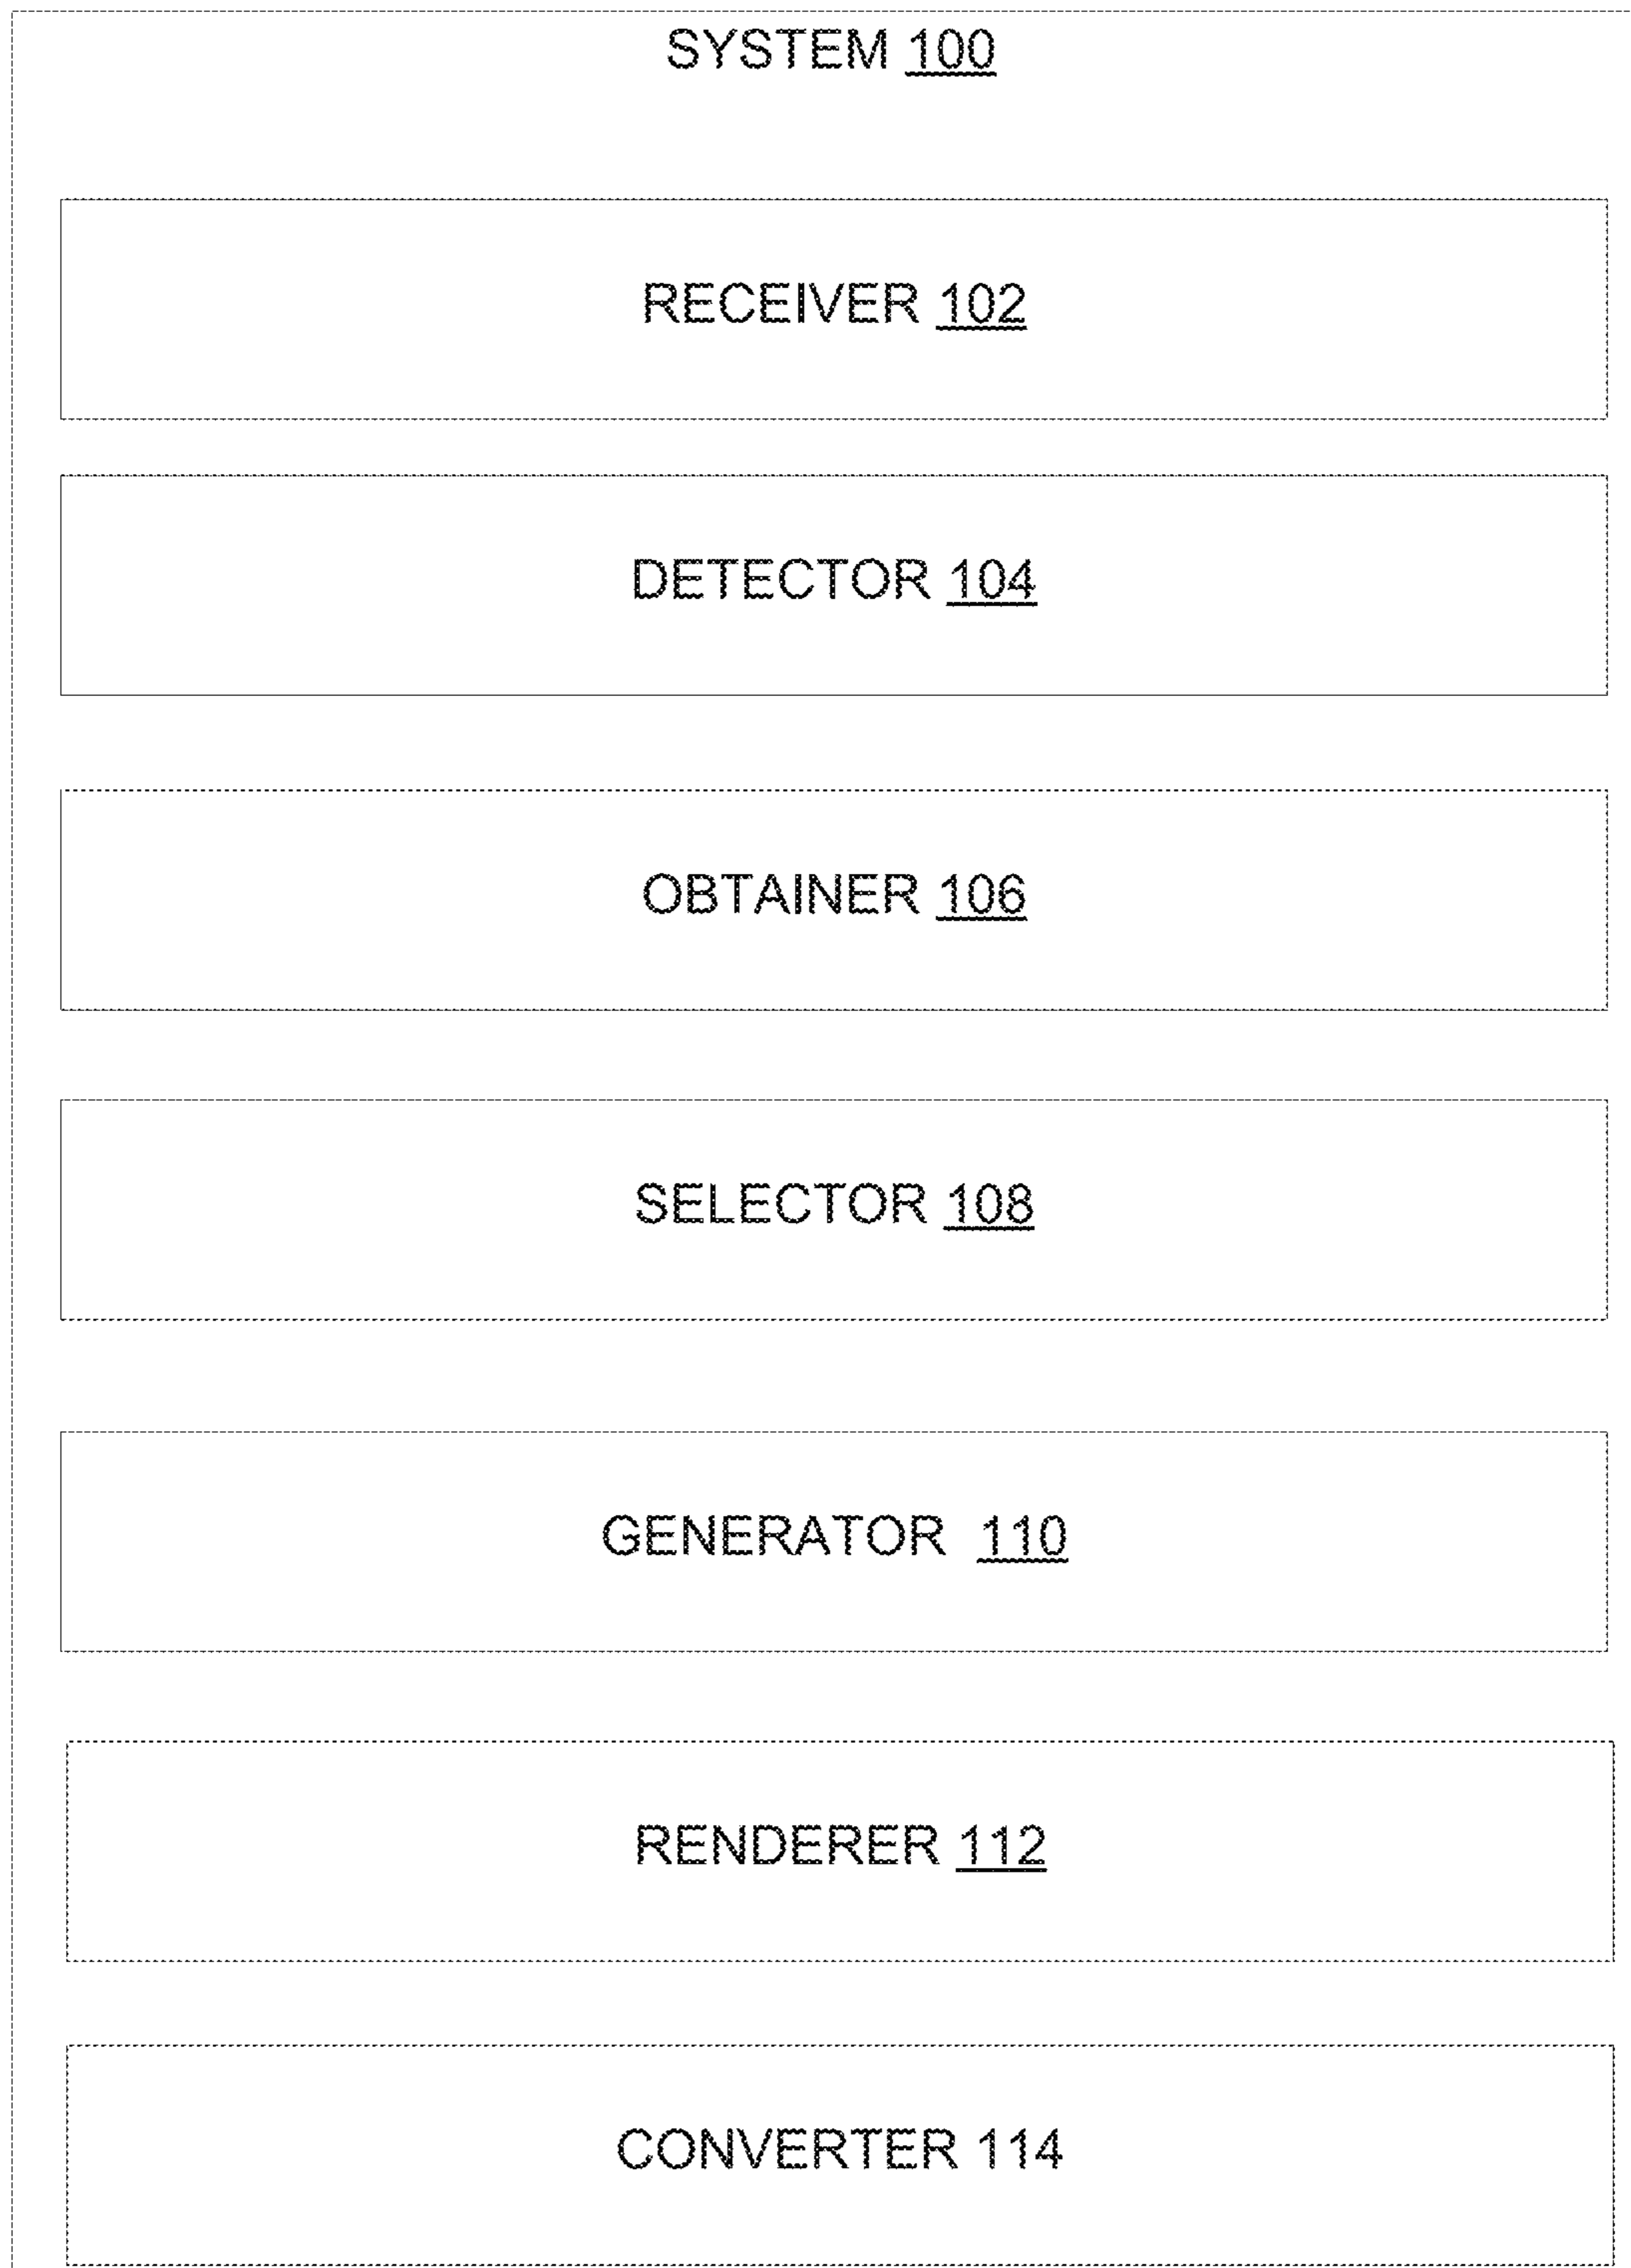 SYSTEM 100
RECEIVER 102
DETECTOR 104
OBTAINER 106
SELECTOR 108
GENERATOR 110
RENDERER 112
CONVERTER 114